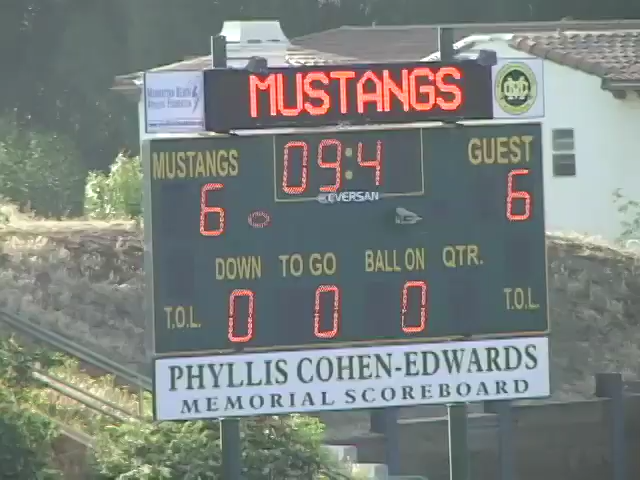 MUSTANGS
MUSTANGS 09:4 GUEST
6 6
EVERSAN
DOWN TO GO BALL ON QTR.
T.O.L. 0 0 0 T.O.L.
PHYLLIS COHEN-EDWARDS
MEMORIAL SCOREBOARD